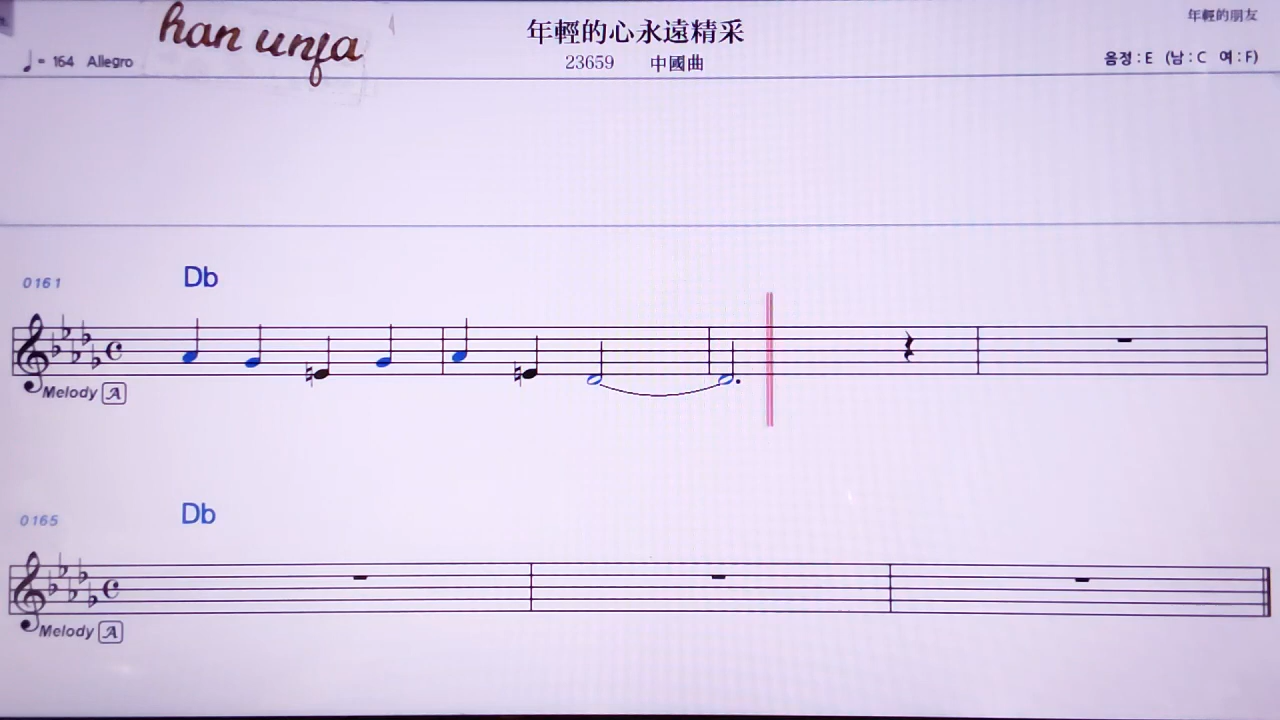 han unja
年輕的心永遠精采
年輕的朋友
♩= 164 Allegro
23659 中國曲
음정 : E (남 : C 여 : F)
0161
Db
Melody A
0165
Db
Melody A